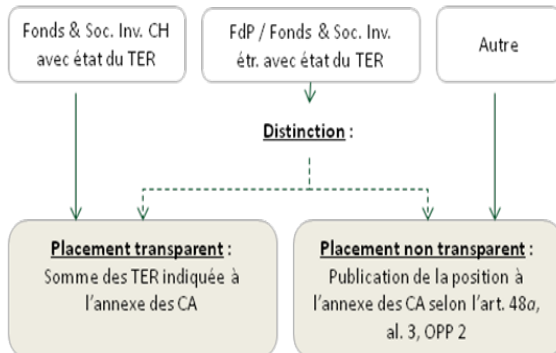 Fonds & Soc. Inv. CH
avec état du TER
FdP / Fonds & Soc. Inv.
étr. avec état du TER
Autre
Distinction :
Placement transparent :
Somme des TER indiquée à
l'annexe des CA
Placement non transparent :
Publication de la position à
l'annexe des CA selon l'art. 48a,
al. 3, OPP 2